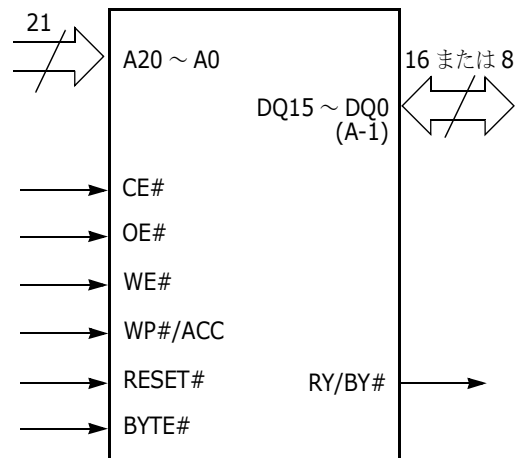 21
A20 ～ A0
16 または 8
DQ15 ～ DQ0
(A-1)
CE#
OE#
WE#
WP#/ACC
RESET#
RY/BY#
BYTE#